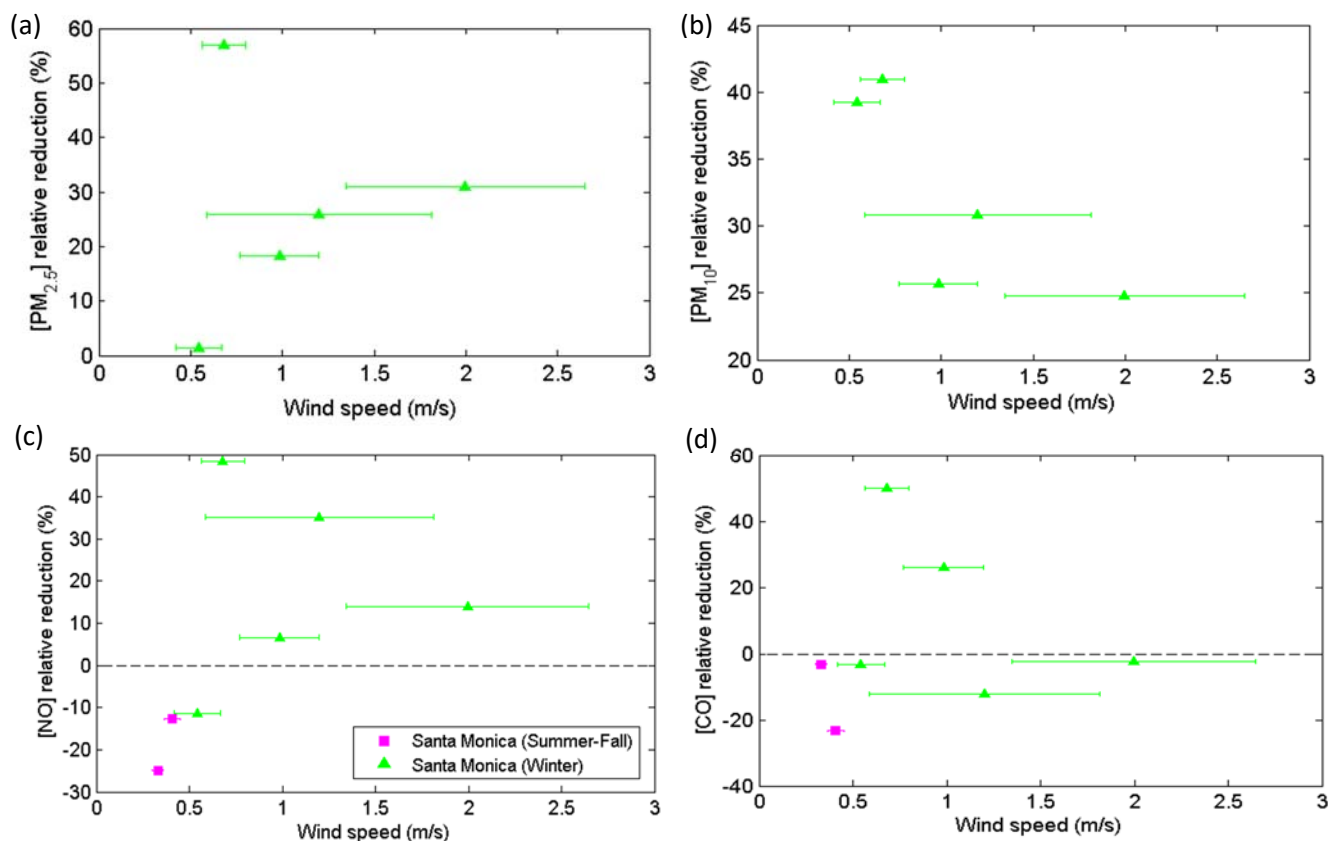 (a)
60
50
40
30
20
10
0
[PM2.5] relative reduction (%)
0 0.5 1 1.5 2 2.5 3
Wind speed (m/s)
(b)
45
40
35
30
25
20
[PM10] relative reduction (%)
0 0.5 1 1.5 2 2.5 3
Wind speed (m/s)
(c)
50
40
30
20
10
0
-10
-20
-30
[NO] relative reduction (%)
Santa Monica (Summer-Fall)
Santa Monica (Winter)
0 0.5 1 1.5 2 2.5 3
Wind speed (m/s)
(d)
60
40
20
0
-20
-40
[CO] relative reduction (%)
0 0.5 1 1.5 2 2.5 3
Wind speed (m/s)